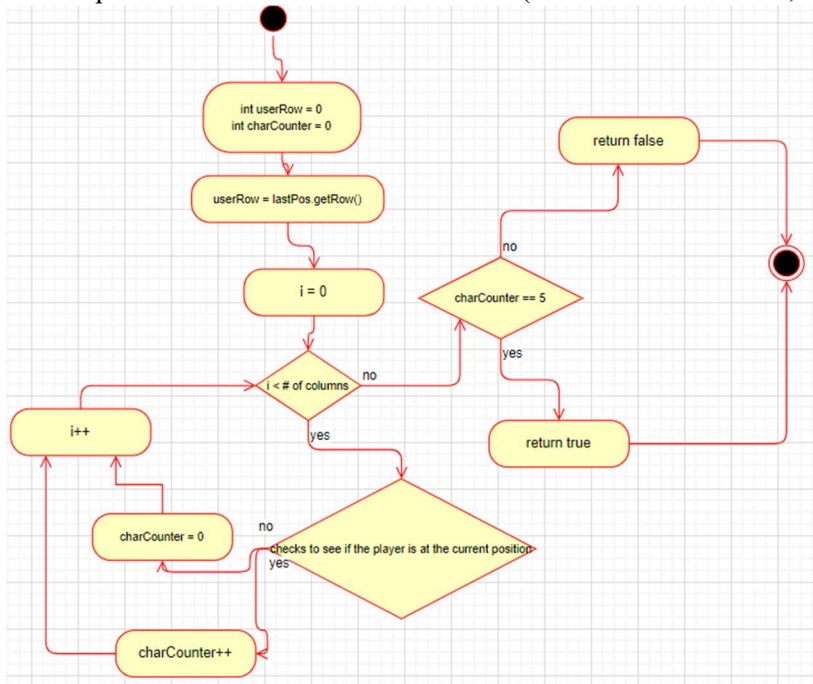 int userRow = 0
int charCounter = 0
userRow = lastPos.getRow()
i = 0
i < # of columns
no
yes
i++
charCounter = 0
no
checks to see if the player is at the current position
yes
charCounter++
charCounter == 5
no
return false
yes
return true